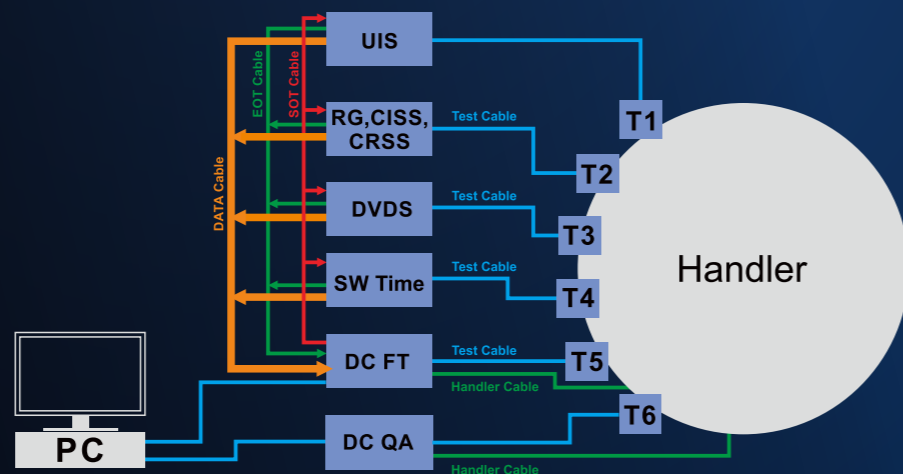 UIS
EOT Cable
SOT Cable
DATA Cable
RG,CISS,
CRSS
Test Cable
T1
T2
DVDS
Test Cable
T3
Handler
SW Time
Test Cable
T4
DC FT
Test Cable
T5
Handler Cable
T6
PC
DC QA
Handler Cable